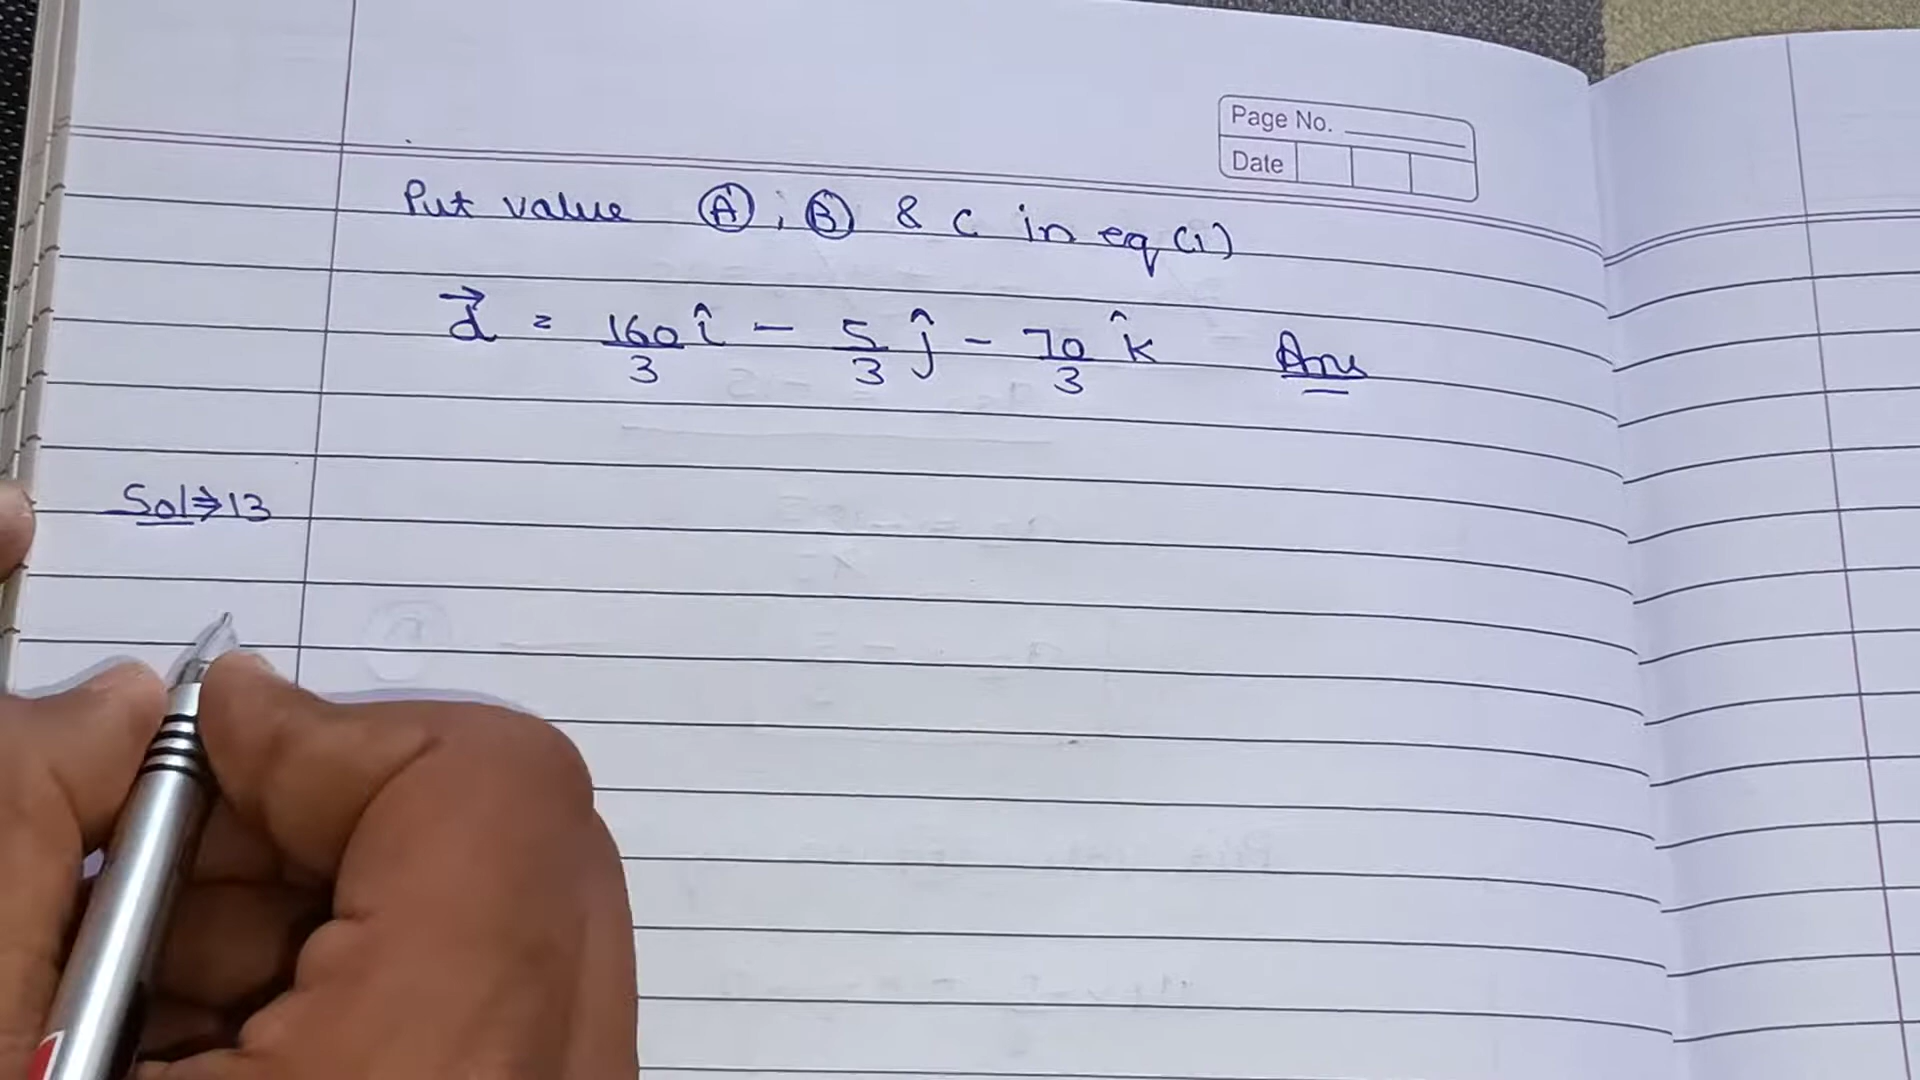 Page No.
Date
Put value Ⓐ, Ⓑ & C in eq (1)
d⃗ = 160/3 î - 5/3 ĵ - 70/3 k̂ Ans
Sol⇒13